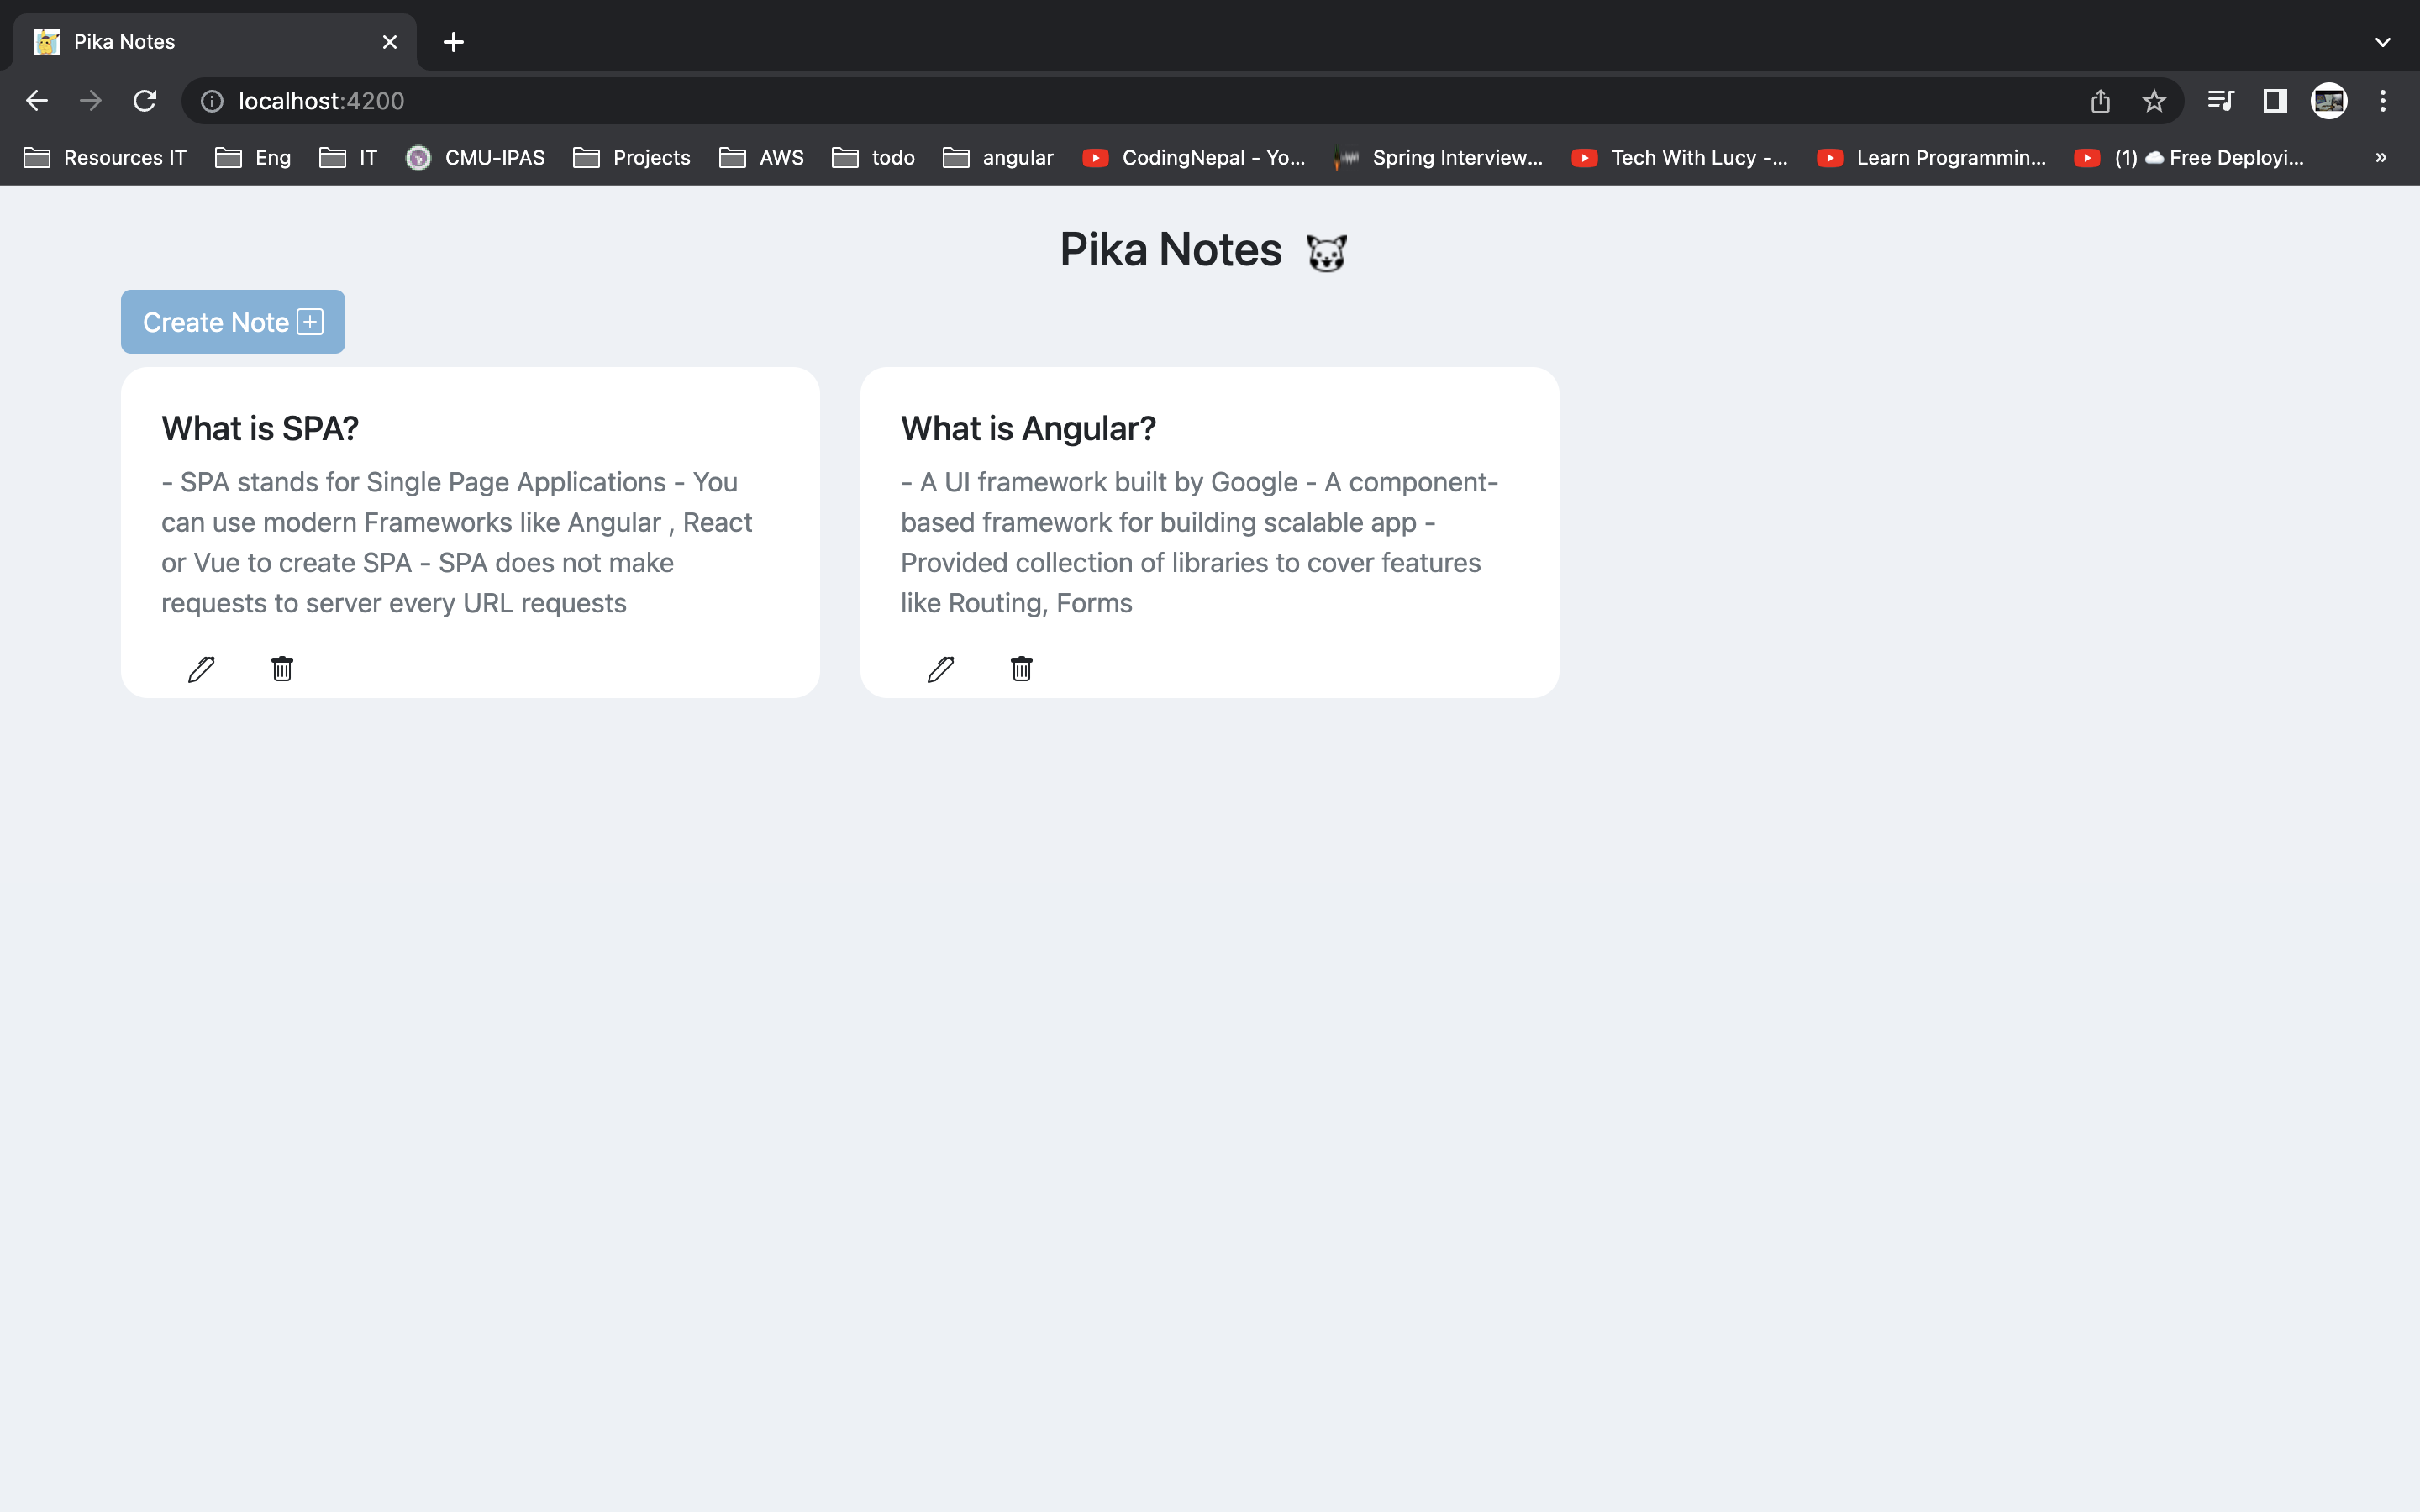 Pika Notes
localhost:4200
Resources IT Eng IT CMU-IPAS Projects AWS todo angular CodingNepal - Yo... Spring Interview... Tech With Lucy -... Learn Programmin... (1) ☁ Free Deployi... »
Pika Notes
Create Note
What is SPA?
- SPA stands for Single Page Applications - You
can use modern Frameworks like Angular , React
or Vue to create SPA - SPA does not make
requests to server every URL requests
What is Angular?
- A UI framework built by Google - A component-
based framework for building scalable app -
Provided collection of libraries to cover features
like Routing, Forms